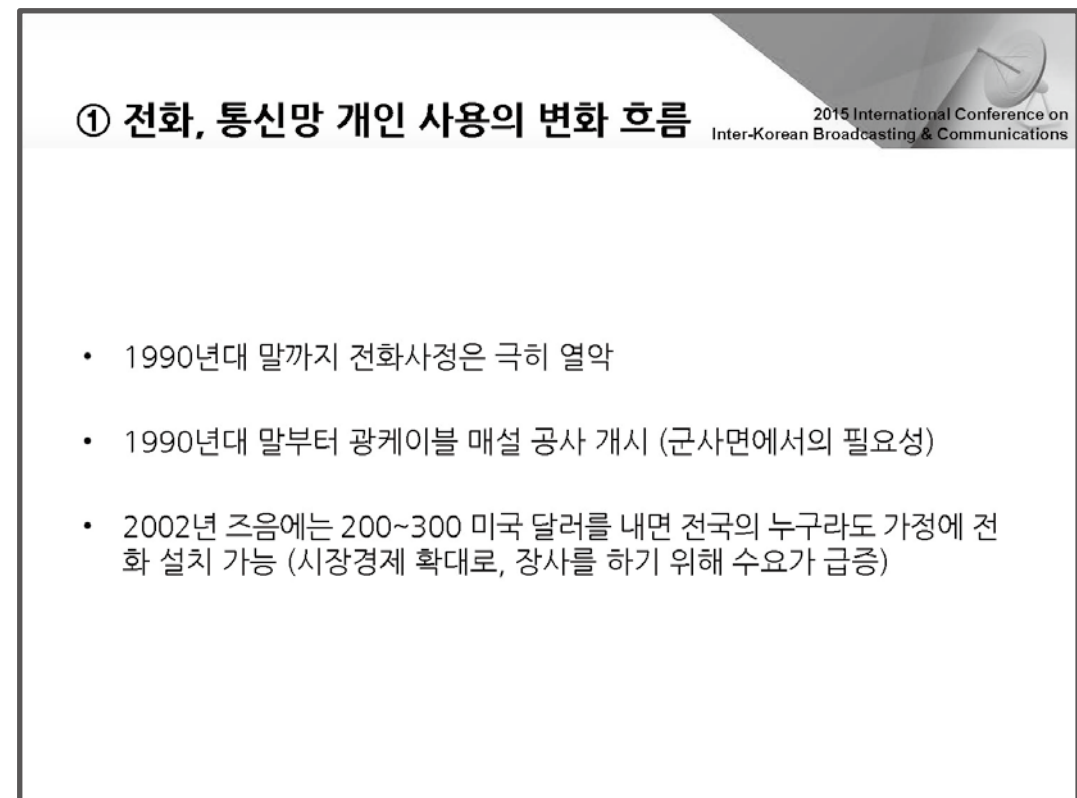 ① 전화, 통신망 개인 사용의 변화 흐름
2015 International Conference on
Inter-Korean Broadcasting & Communications
• 1990년대 말까지 전화사정은 극히 열악
• 1990년대 말부터 광케이블 매설 공사 개시 (군사면에서의 필요성)
• 2002년 즈음에는 200~300 미국 달러를 내면 전국의 누구라도 가정에 전
화 설치 가능 (시장경제 확대로, 장사를 하기 위해 수요가 급증)